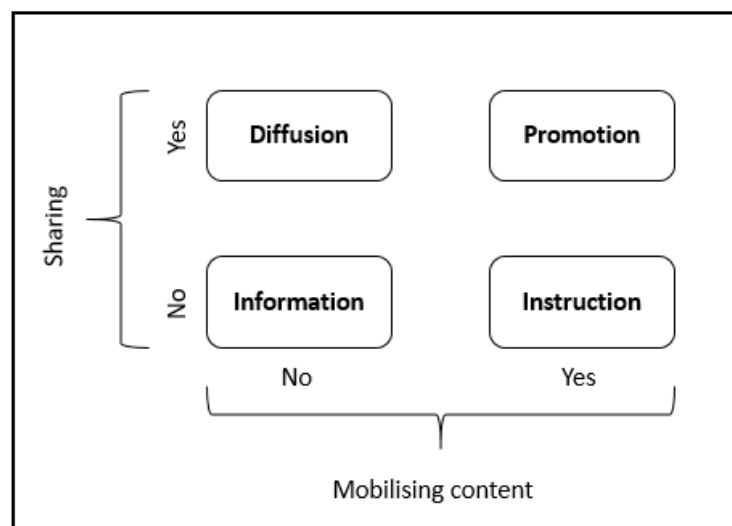 Sharing
Yes
Diffusion
Promotion
No
Information
Instruction
No
Yes
Mobilising content